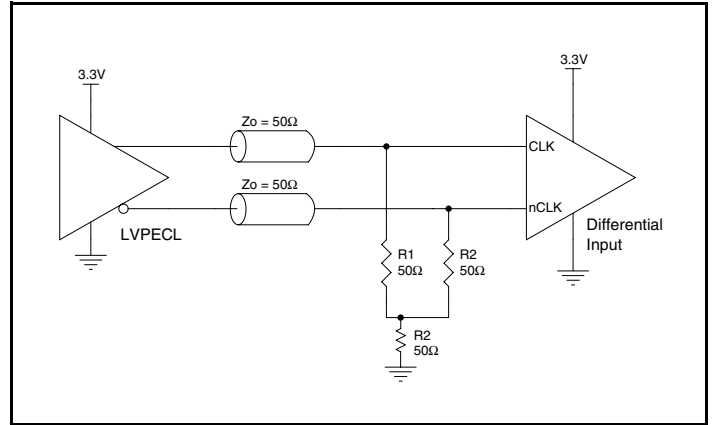 3.3V
3.3V
Zo = 50Ω
CLK
Zo = 50Ω
nCLK
LVPECL
Differential
Input
R1
50Ω
R2
50Ω
R2
50Ω